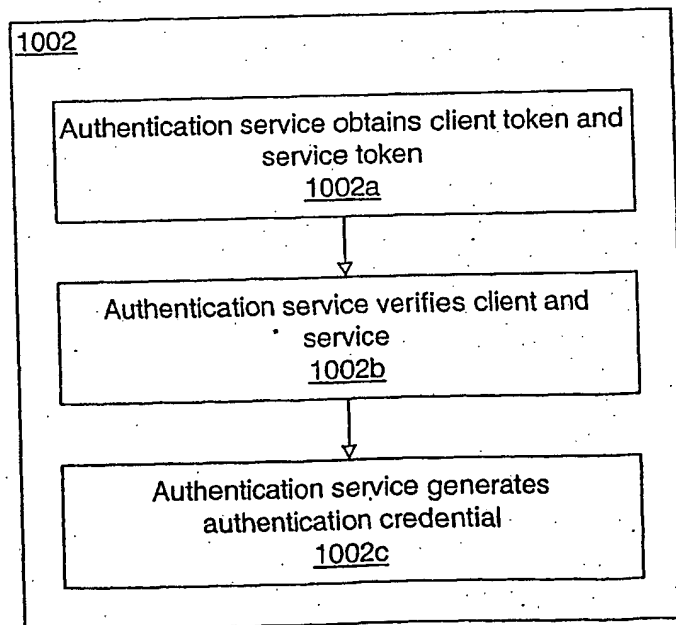 1002
Authentication service obtains client token and
service token
1002a
Authentication service verifies client and
service
1002b
Authentication service generates
authentication credential
1002c